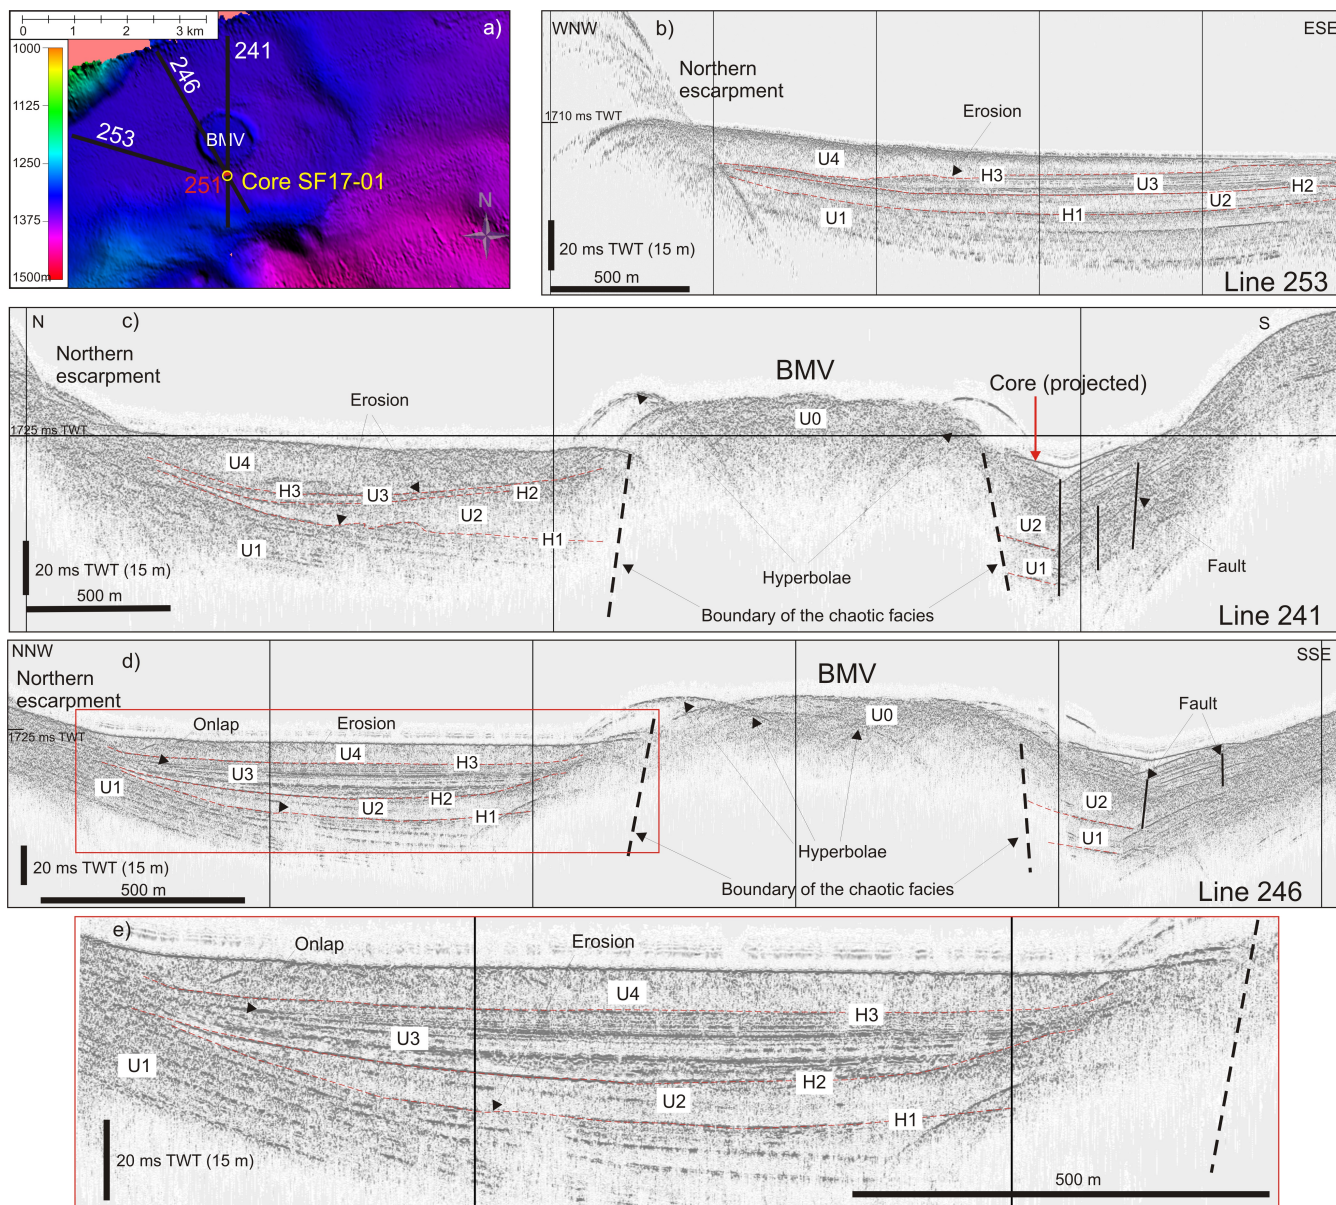 0 1 2 3 km
a)
1000
1125
1250
1375
1500m
241
246
253
BMV
251
Core SF17-01
N
WNW
b)
ESE
Northern
escarpment
1710 ms TWT
Erosion
U4
H3
U3
H2
U2
U1
H1
20 ms TWT (15 m)
500 m
Line 253
N
c)
S
Northern
escarpment
BMV
Core (projected)
Erosion
U0
1725 ms TWT
U4
H3
U3
H2
U2
H1
U1
U2
U1
20 ms TWT (15 m)
500 m
Hyperbolae
Fault
Boundary of the chaotic facies
Line 241
NNW
d)
SSE
Northern
escarpment
BMV
Onlap
Erosion
Fault
U0
1725 ms TWT
U4
H3
U3
U1
H2
U2
H1
U2
U1
20 ms TWT (15 m)
500 m
Hyperbolae
Boundary of the chaotic facies
Line 246
e)
Onlap
Erosion
U4
H3
U3
U1
H2
U2
H1
20 ms TWT (15 m)
500 m